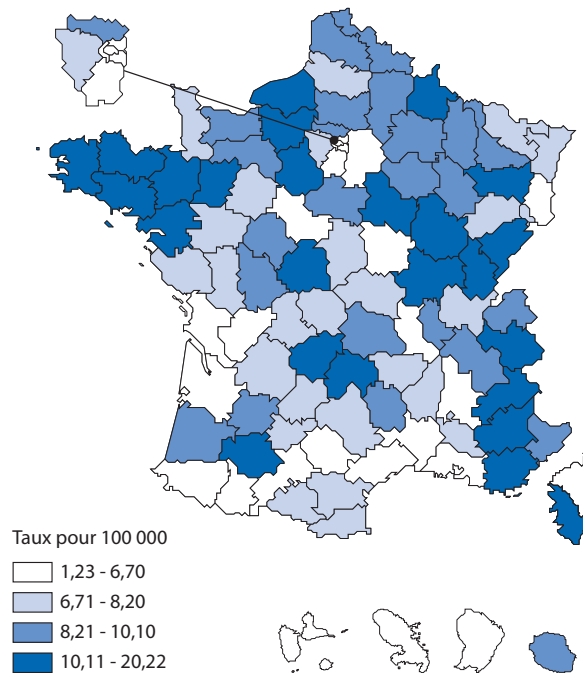 Taux pour 100 000
1,23 - 6,70
6,71 - 8,20
8,21 - 10,10
10,11 - 20,22